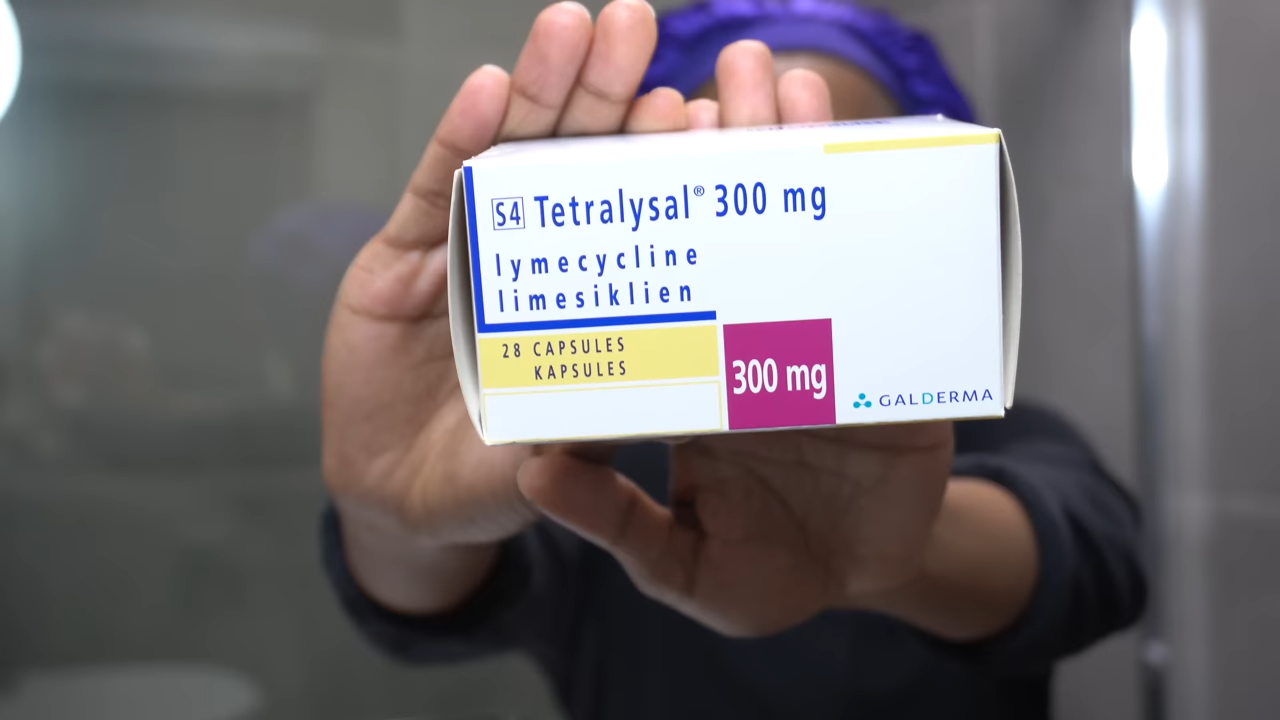 S4 Tetralysal® 300 mg
lymecycline
limesiklien
28 CAPSULES
KAPSULES
300 mg
GALDERMA